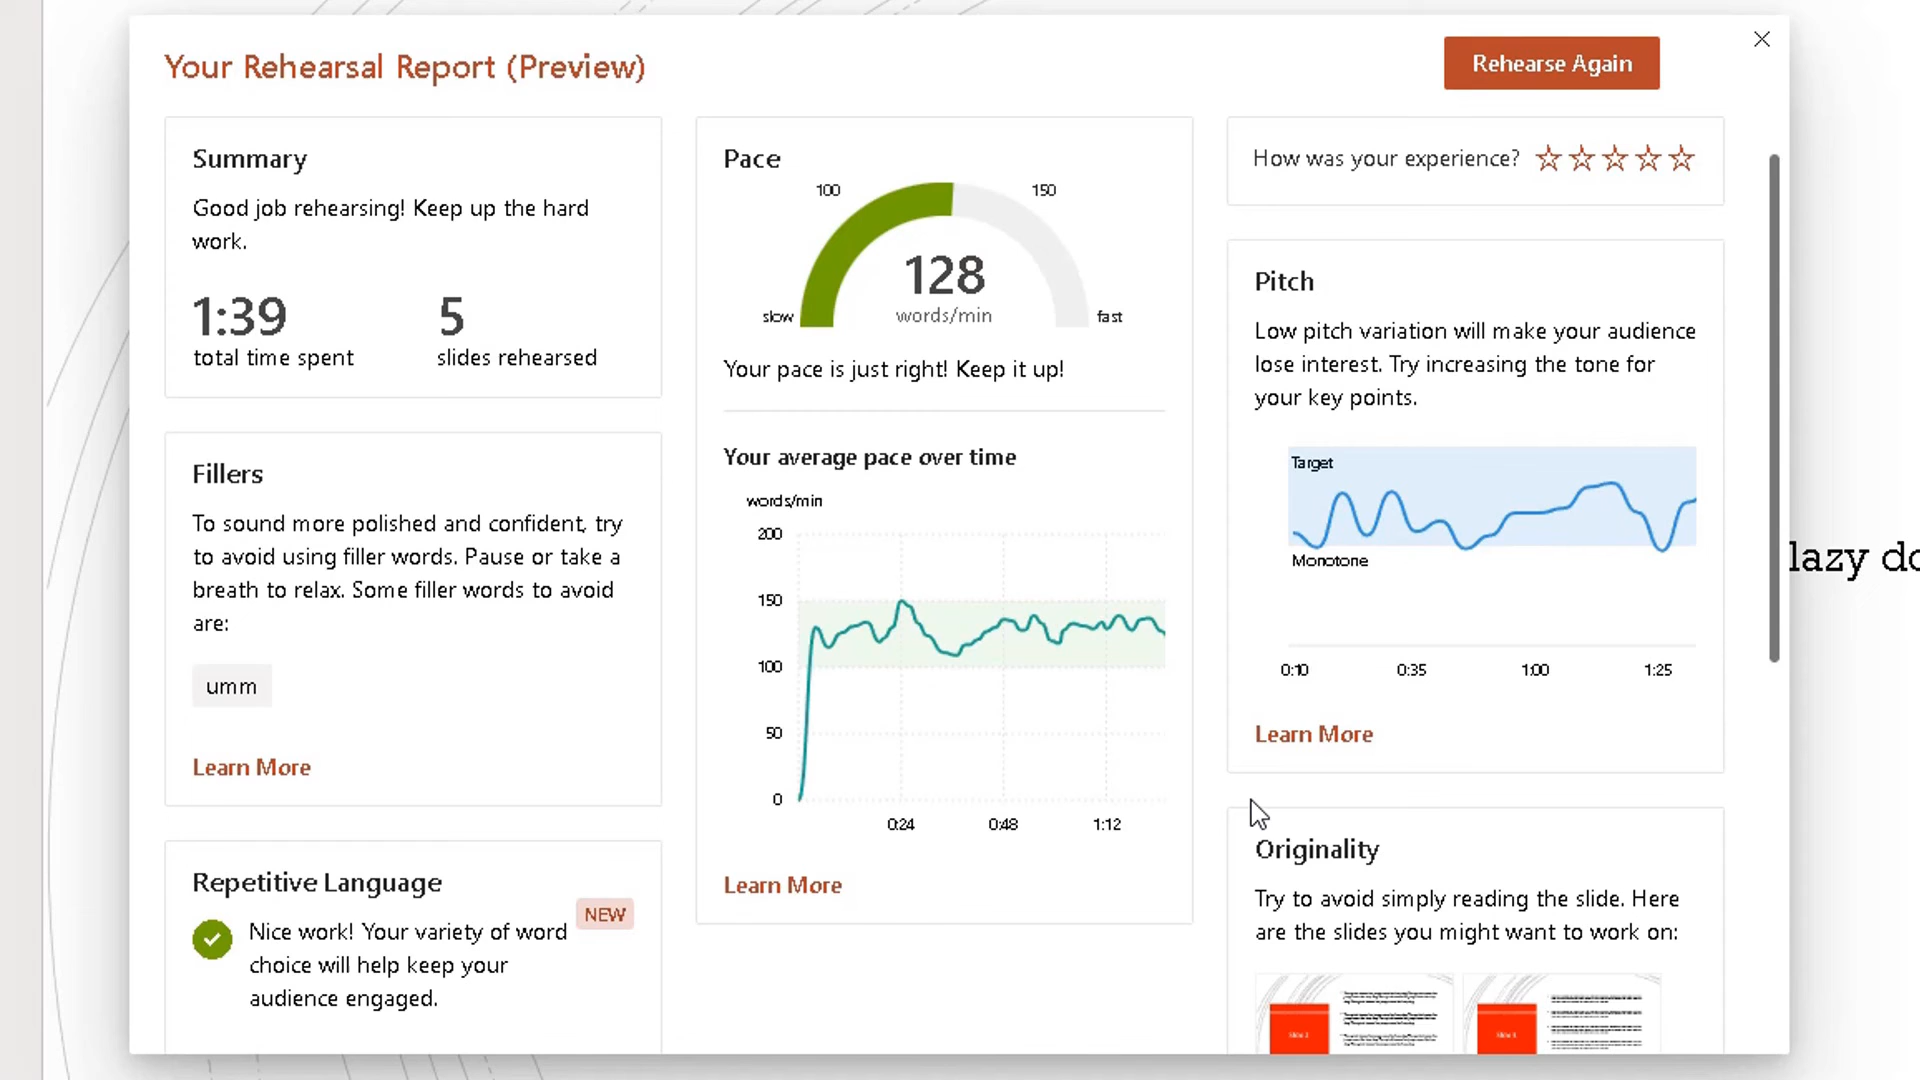 Your Rehearsal Report (Preview)
Rehearse Again
Summary
Good job rehearsing! Keep up the hard
work.
1:39
total time spent
5
slides rehearsed
Fillers
To sound more polished and confident, try
to avoid using filler words. Pause or take a
breath to relax. Some filler words to avoid
are:
umm
Learn More
Repetitive Language
NEW
Nice work! Your variety of word
choice will help keep your
audience engaged.
Pace
100
150
128
words/min
slow
fast
Your pace is just right! Keep it up!
Your average pace over time
words/min
200
150
100
50
0
0:24
0:48
1:12
Learn More
How was your experience?
Pitch
Low pitch variation will make your audience
lose interest. Try increasing the tone for
your key points.
Target
Monotone
0:10
0:35
1:00
1:25
Learn More
Originality
Try to avoid simply reading the slide. Here
are the slides you might want to work on:
lazy do